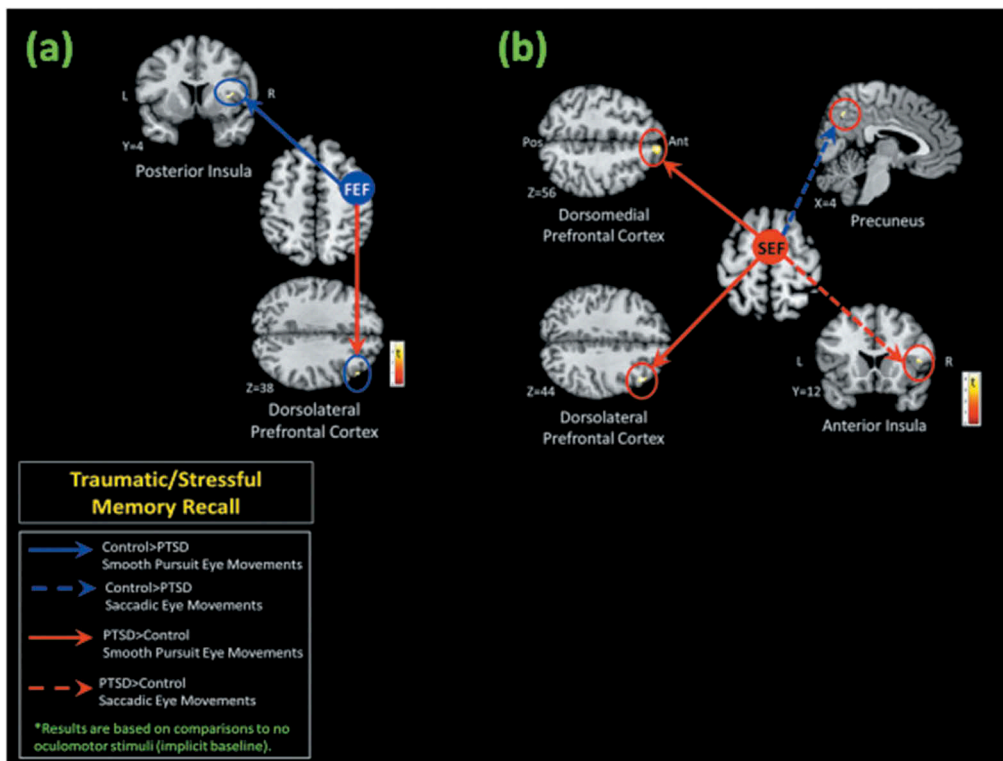 (a)
L
R
Y=4
Posterior Insula
FEF
Z=38
t
Dorsolateral
Prefrontal Cortex
(b)
Pos
Ant
Z=56
Dorsomedial
Prefrontal Cortex
X=4
Precuneus
SEF
Z=44
Dorsolateral
Prefrontal Cortex
L
R
Y=12
Anterior Insula
t
Traumatic/Stressful
Memory Recall
Control>PTSD
Smooth Pursuit Eye Movements
Control>PTSD
Saccadic Eye Movements
PTSD>Control
Smooth Pursuit Eye Movements
PTSD>Control
Saccadic Eye Movements
*Results are based on comparisons to no
oculomotor stimuli (implicit baseline).